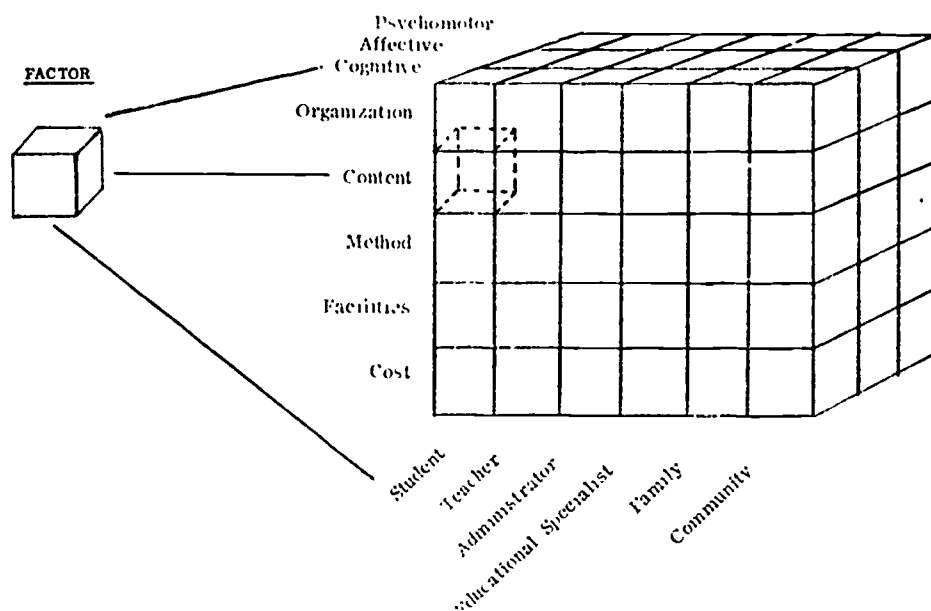 Psychomotor
Affective
Cognitive
FACTOR
Organization
Content
Method
Facilities
Cost
Student
Teacher
Administrator
Educational Specialist
Family
Community